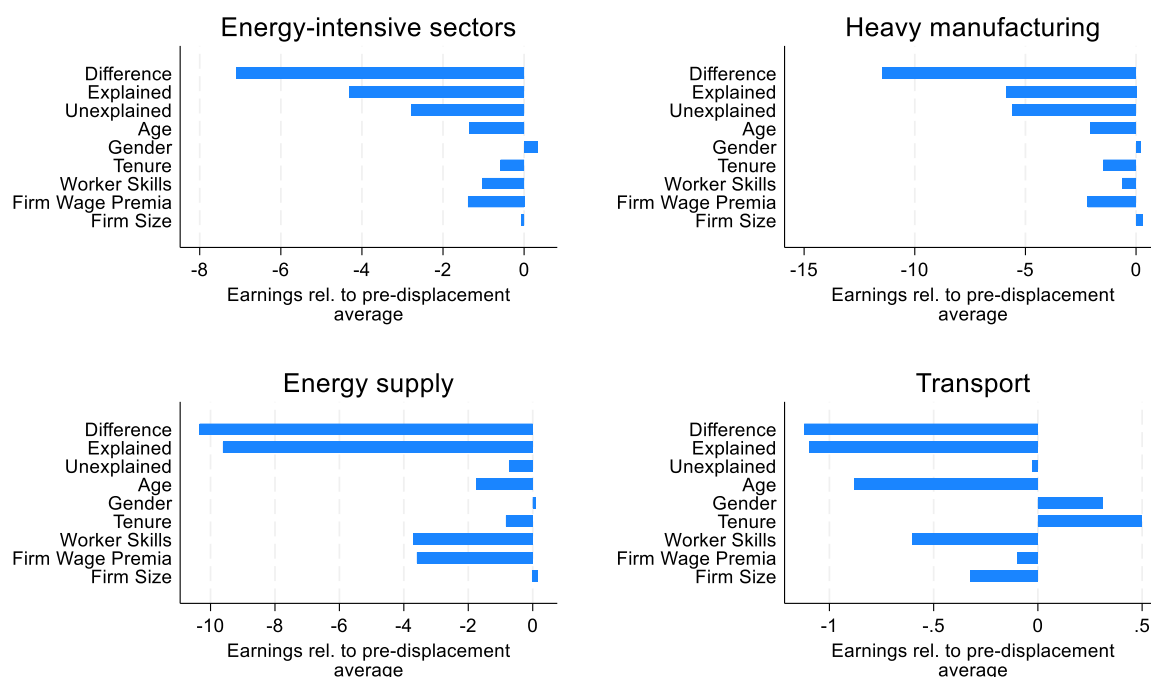 Energy-intensive sectors
Difference
Explained
Unexplained
Age
Gender
Tenure
Worker Skills
Firm Wage Premia
Firm Size
-8 -6 -4 -2 0
Earnings rel. to pre-displacement
average
Heavy manufacturing
Difference
Explained
Unexplained
Age
Gender
Tenure
Worker Skills
Firm Wage Premia
Firm Size
-15 -10 -5 0
Earnings rel. to pre-displacement
average
Energy supply
Difference
Explained
Unexplained
Age
Gender
Tenure
Worker Skills
Firm Wage Premia
Firm Size
-10 -8 -6 -4 -2 0
Earnings rel. to pre-displacement
average
Transport
Difference
Explained
Unexplained
Age
Gender
Tenure
Worker Skills
Firm Wage Premia
Firm Size
-1 -.5 0 .5
Earnings rel. to pre-displacement
average